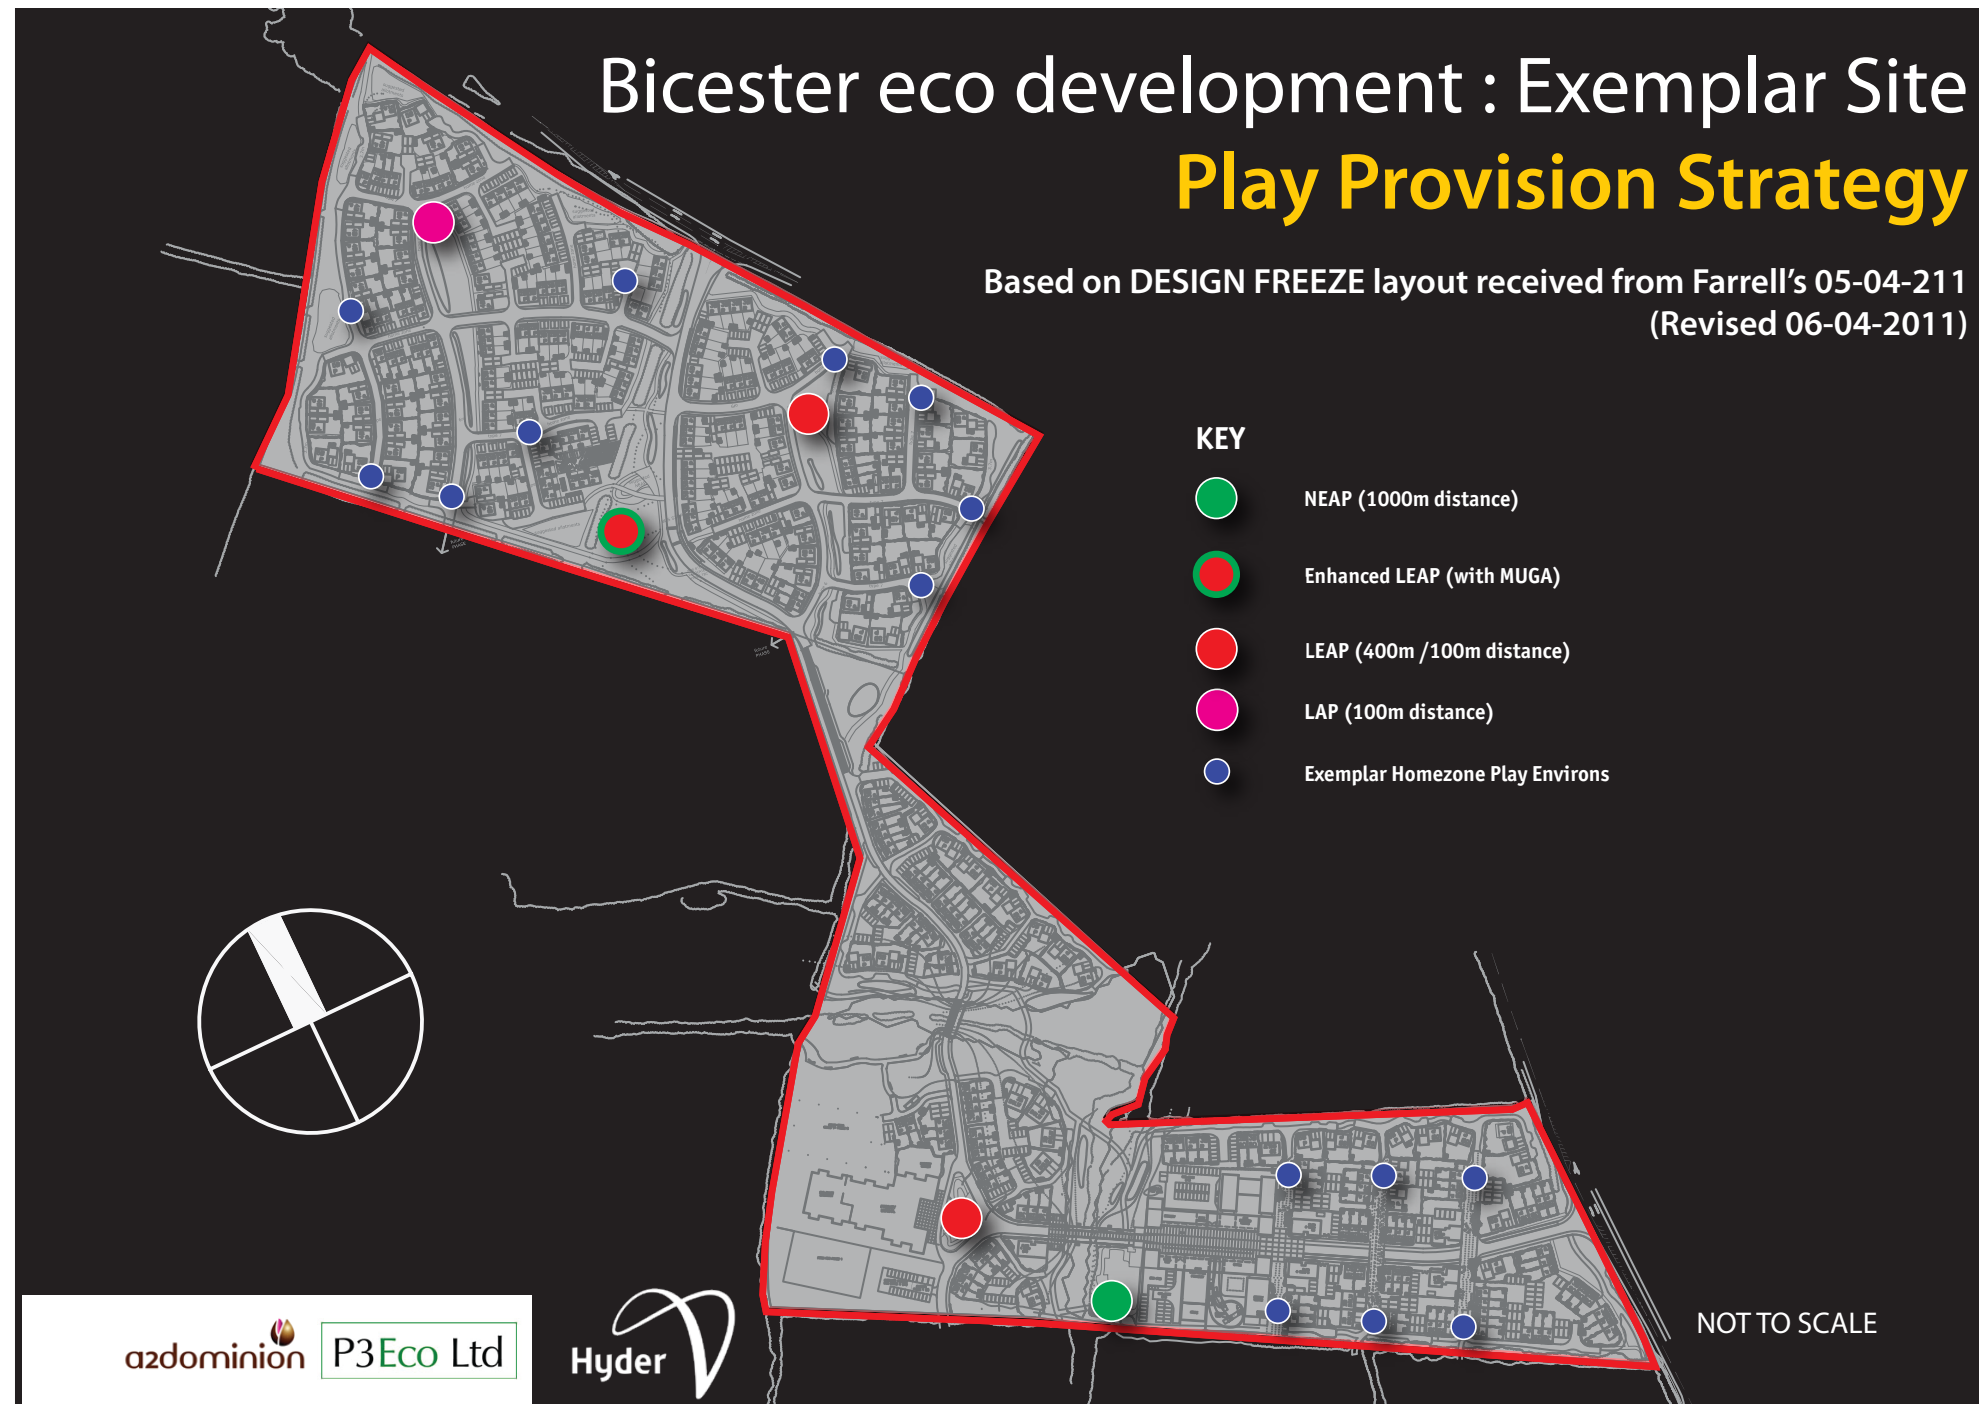 Bicester eco development : Exemplar Site
Play Provision Strategy
Based on DESIGN FREEZE layout received from Farrell's 05-04-211
(Revised 06-04-2011)
KEY
NEAP (1000m distance)
Enhanced LEAP (with MUGA)
LEAP (400m /100m distance)
LAP (100m distance)
Exemplar Homezone Play Environs
a2dominion
P3Eco Ltd
Hyder
NOT TO SCALE